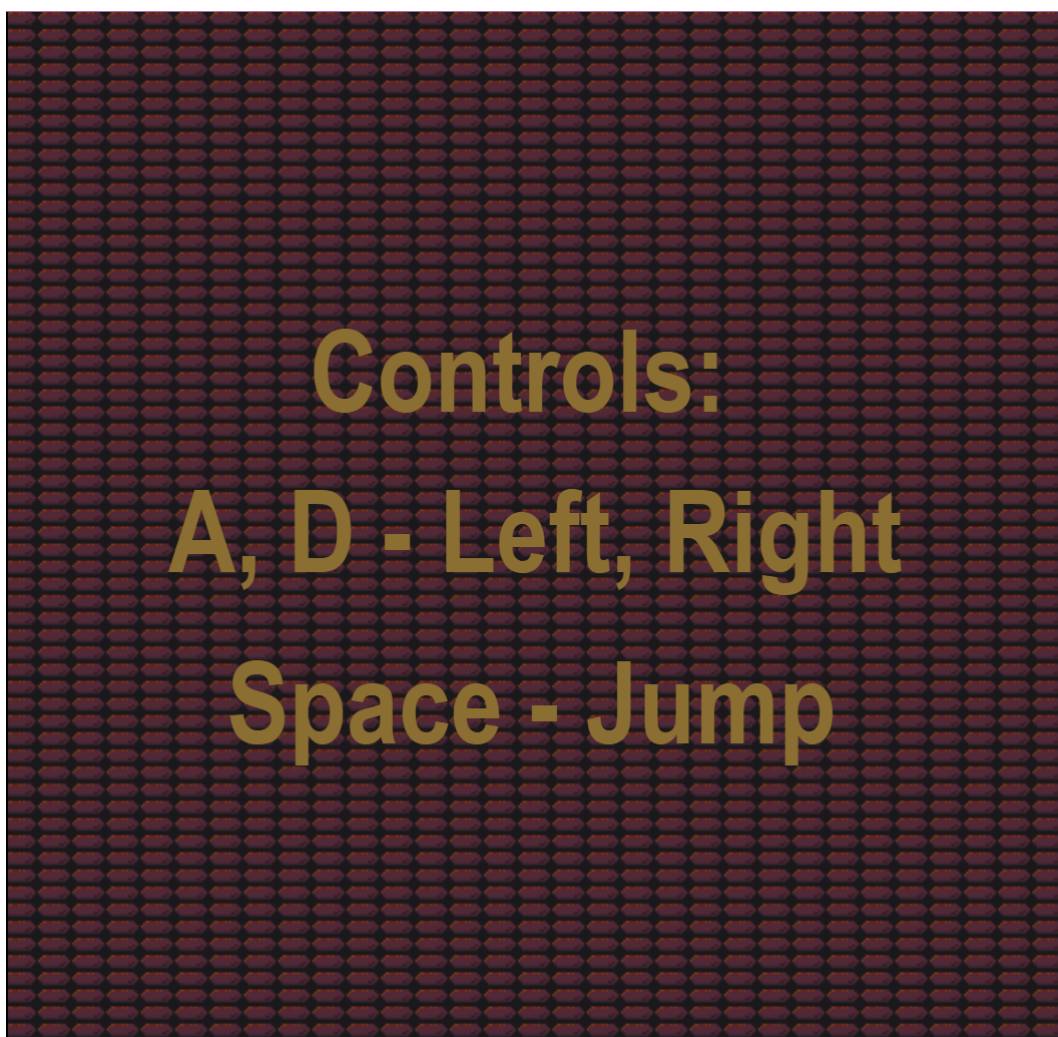 Controls:
A, D - Left, Right
Space - Jump